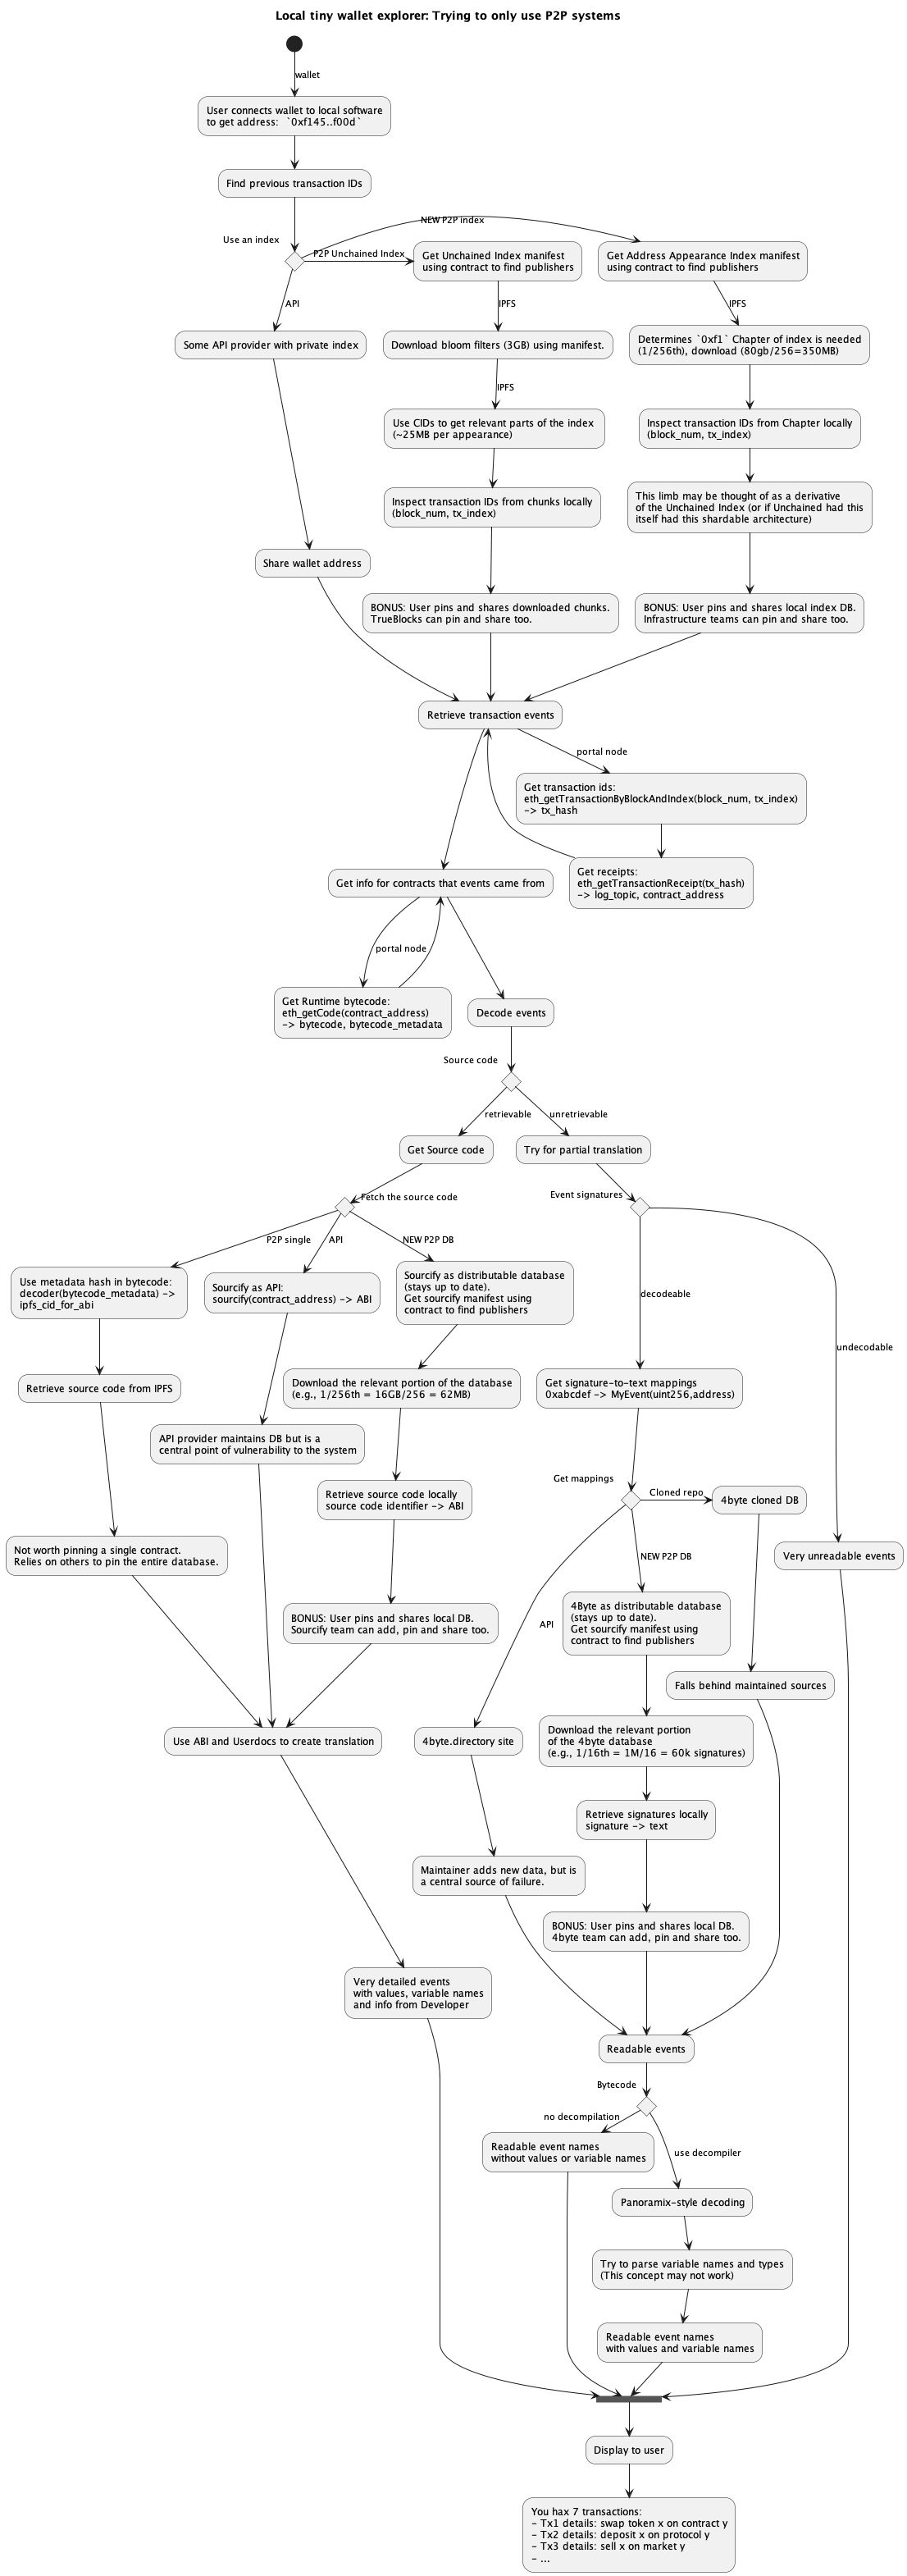 Local tiny wallet explorer: Trying to only use P2P systems
wallet
User connects wallet to local software
to get address:  `0xf145..f00d`
Find previous transaction IDs
Use an index
NEW P2P index
P2P Unchained Index
API
Get Unchained Index manifest
using contract to find publishers
Get Address Appearance Index manifest
using contract to find publishers
IPFS
IPFS
Some API provider with private index
Download bloom filters (3GB) using manifest.
Determines `0xf1` Chapter of index is needed
(1/256th), download (80gb/256=350MB)
IPFS
Use CIDs to get relevant parts of the index
(~25MB per appearance)
Inspect transaction IDs from Chapter locally
(block_num, tx_index)
Inspect transaction IDs from chunks locally
(block_num, tx_index)
This limb may be thought of as a derivative
of the Unchained Index (or if Unchained had this
itself had this shardable architecture)
Share wallet address
BONUS: User pins and shares downloaded chunks.
TrueBlocks can pin and share too.
BONUS: User pins and shares local index DB.
Infrastructure teams can pin and share too.
Retrieve transaction events
portal node
Get transaction ids:
eth_getTransactionByBlockAndIndex(block_num, tx_index)
-> tx_hash
Get receipts:
eth_getTransactionReceipt(tx_hash)
-> log_topic, contract_address
Get info for contracts that events came from
portal node
Get Runtime bytecode:
eth_getCode(contract_address)
-> bytecode, bytecode_metadata
Decode events
Source code
retrievable
unretrievable
Get Source code
Try for partial translation
Fetch the source code
Event signatures
P2P single
API
NEW P2P DB
Use metadata hash in bytecode:
decoder(bytecode_metadata) ->
ipfs_cid_for_abi
Sourcify as API:
sourcify(contract_address) -> ABI
Sourcify as distributable database
(stays up to date).
Get sourcify manifest using
contract to find publishers
decodeable
undecodable
Retrieve source code from IPFS
Download the relevant portion of the database
(e.g., 1/256th = 16GB/256 = 62MB)
Get signature-to-text mappings
0xabcdef -> MyEvent(uint256,address)
API provider maintains DB but is a
central point of vulnerability to the system
Retrieve source code locally
source code identifier -> ABI
Get mappings
Cloned repo
4byte cloned DB
Not worth pinning a single contract.
Relies on others to pin the entire database.
NEW P2P DB
Very unreadable events
BONUS: User pins and shares local DB.
Sourcify team can add, pin and share too.
API
4Byte as distributable database
(stays up to date).
Get sourcify manifest using
contract to find publishers
Falls behind maintained sources
Use ABI and Userdocs to create translation
4byte.directory site
Download the relevant portion
of the 4byte database
(e.g., 1/16th = 1M/16 = 60k signatures)
Retrieve signatures locally
signature -> text
Maintainer adds new data, but is
a central source of failure.
BONUS: User pins and shares local DB.
4byte team can add, pin and share too.
Very detailed events
with values, variable names
and info from Developer
Readable events
Bytecode
no decompilation
use decompiler
Readable event names
without values or variable names
Panoramix-style decoding
Try to parse variable names and types
(This concept may not work)
Readable event names
with values and variable names
Display to user
You hax 7 transactions:
- Tx1 details: swap token x on contract y
- Tx2 details: deposit x on protocol y
- Tx3 details: sell x on market y
- ...